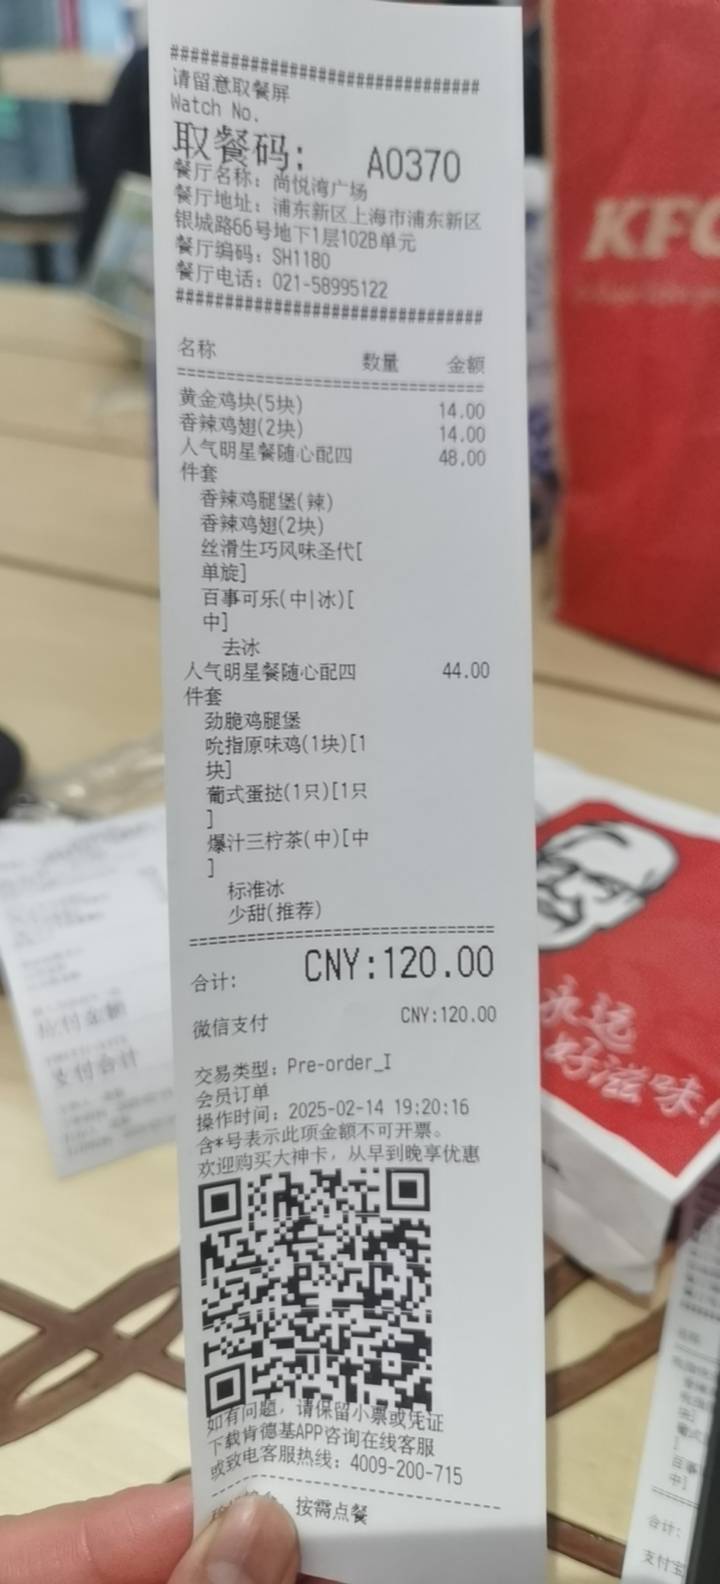 ##############################
请留意取餐屏
Watch No.
取餐码： A0370
餐厅名称：尚悦湾广场
餐厅地址：浦东新区上海市浦东新区
银城路66号地下1层102B单元
餐厅编码：SH1180
餐厅电话：021-58995122
##############################
名称 数量 金额
==============================
黄金鸡块(5块) 14.00
香辣鸡翅(2块) 14.00
人气明星餐随心配四 48.00
件套
香辣鸡腿堡(辣)
香辣鸡翅(2块)
丝滑生巧风味圣代[
单旋]
百事可乐(中|冰)[
中]
去冰
人气明星餐随心配四 44.00
件套
劲脆鸡腿堡
吮指原味鸡(1块)[1
块]
葡式蛋挞(1只)[1只
]
爆汁三柠茶(中)[中
]
标准冰
少甜(推荐)
==============================
合计： CNY:120.00
微信支付 CNY:120.00
交易类型：Pre-order_I
会员订单
操作时间：2025-02-14 19:20:16
含*号表示此项金额不可开票。
欢迎购买大神卡，从早到晚享优惠
如有问题，请保留小票或凭证
下载肯德基APP咨询在线客服
或致电客服热线：4009-200-715
------------------------------
按需点餐
KFC
永远
好滋味！
应付金额
支付合计
合计:
支付宝